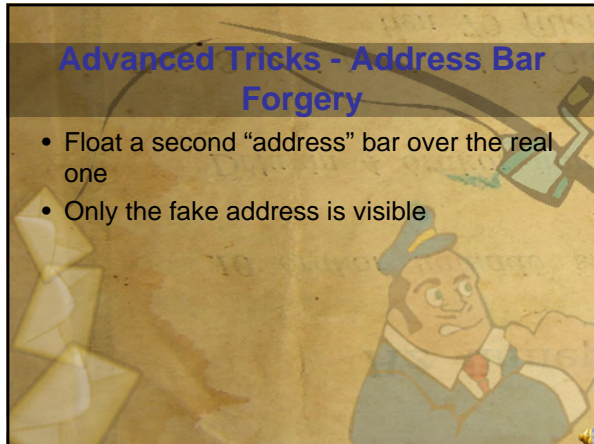 Advanced Tricks - Address Bar
Forgery
• Float a second “address” bar over the real
one
• Only the fake address is visible